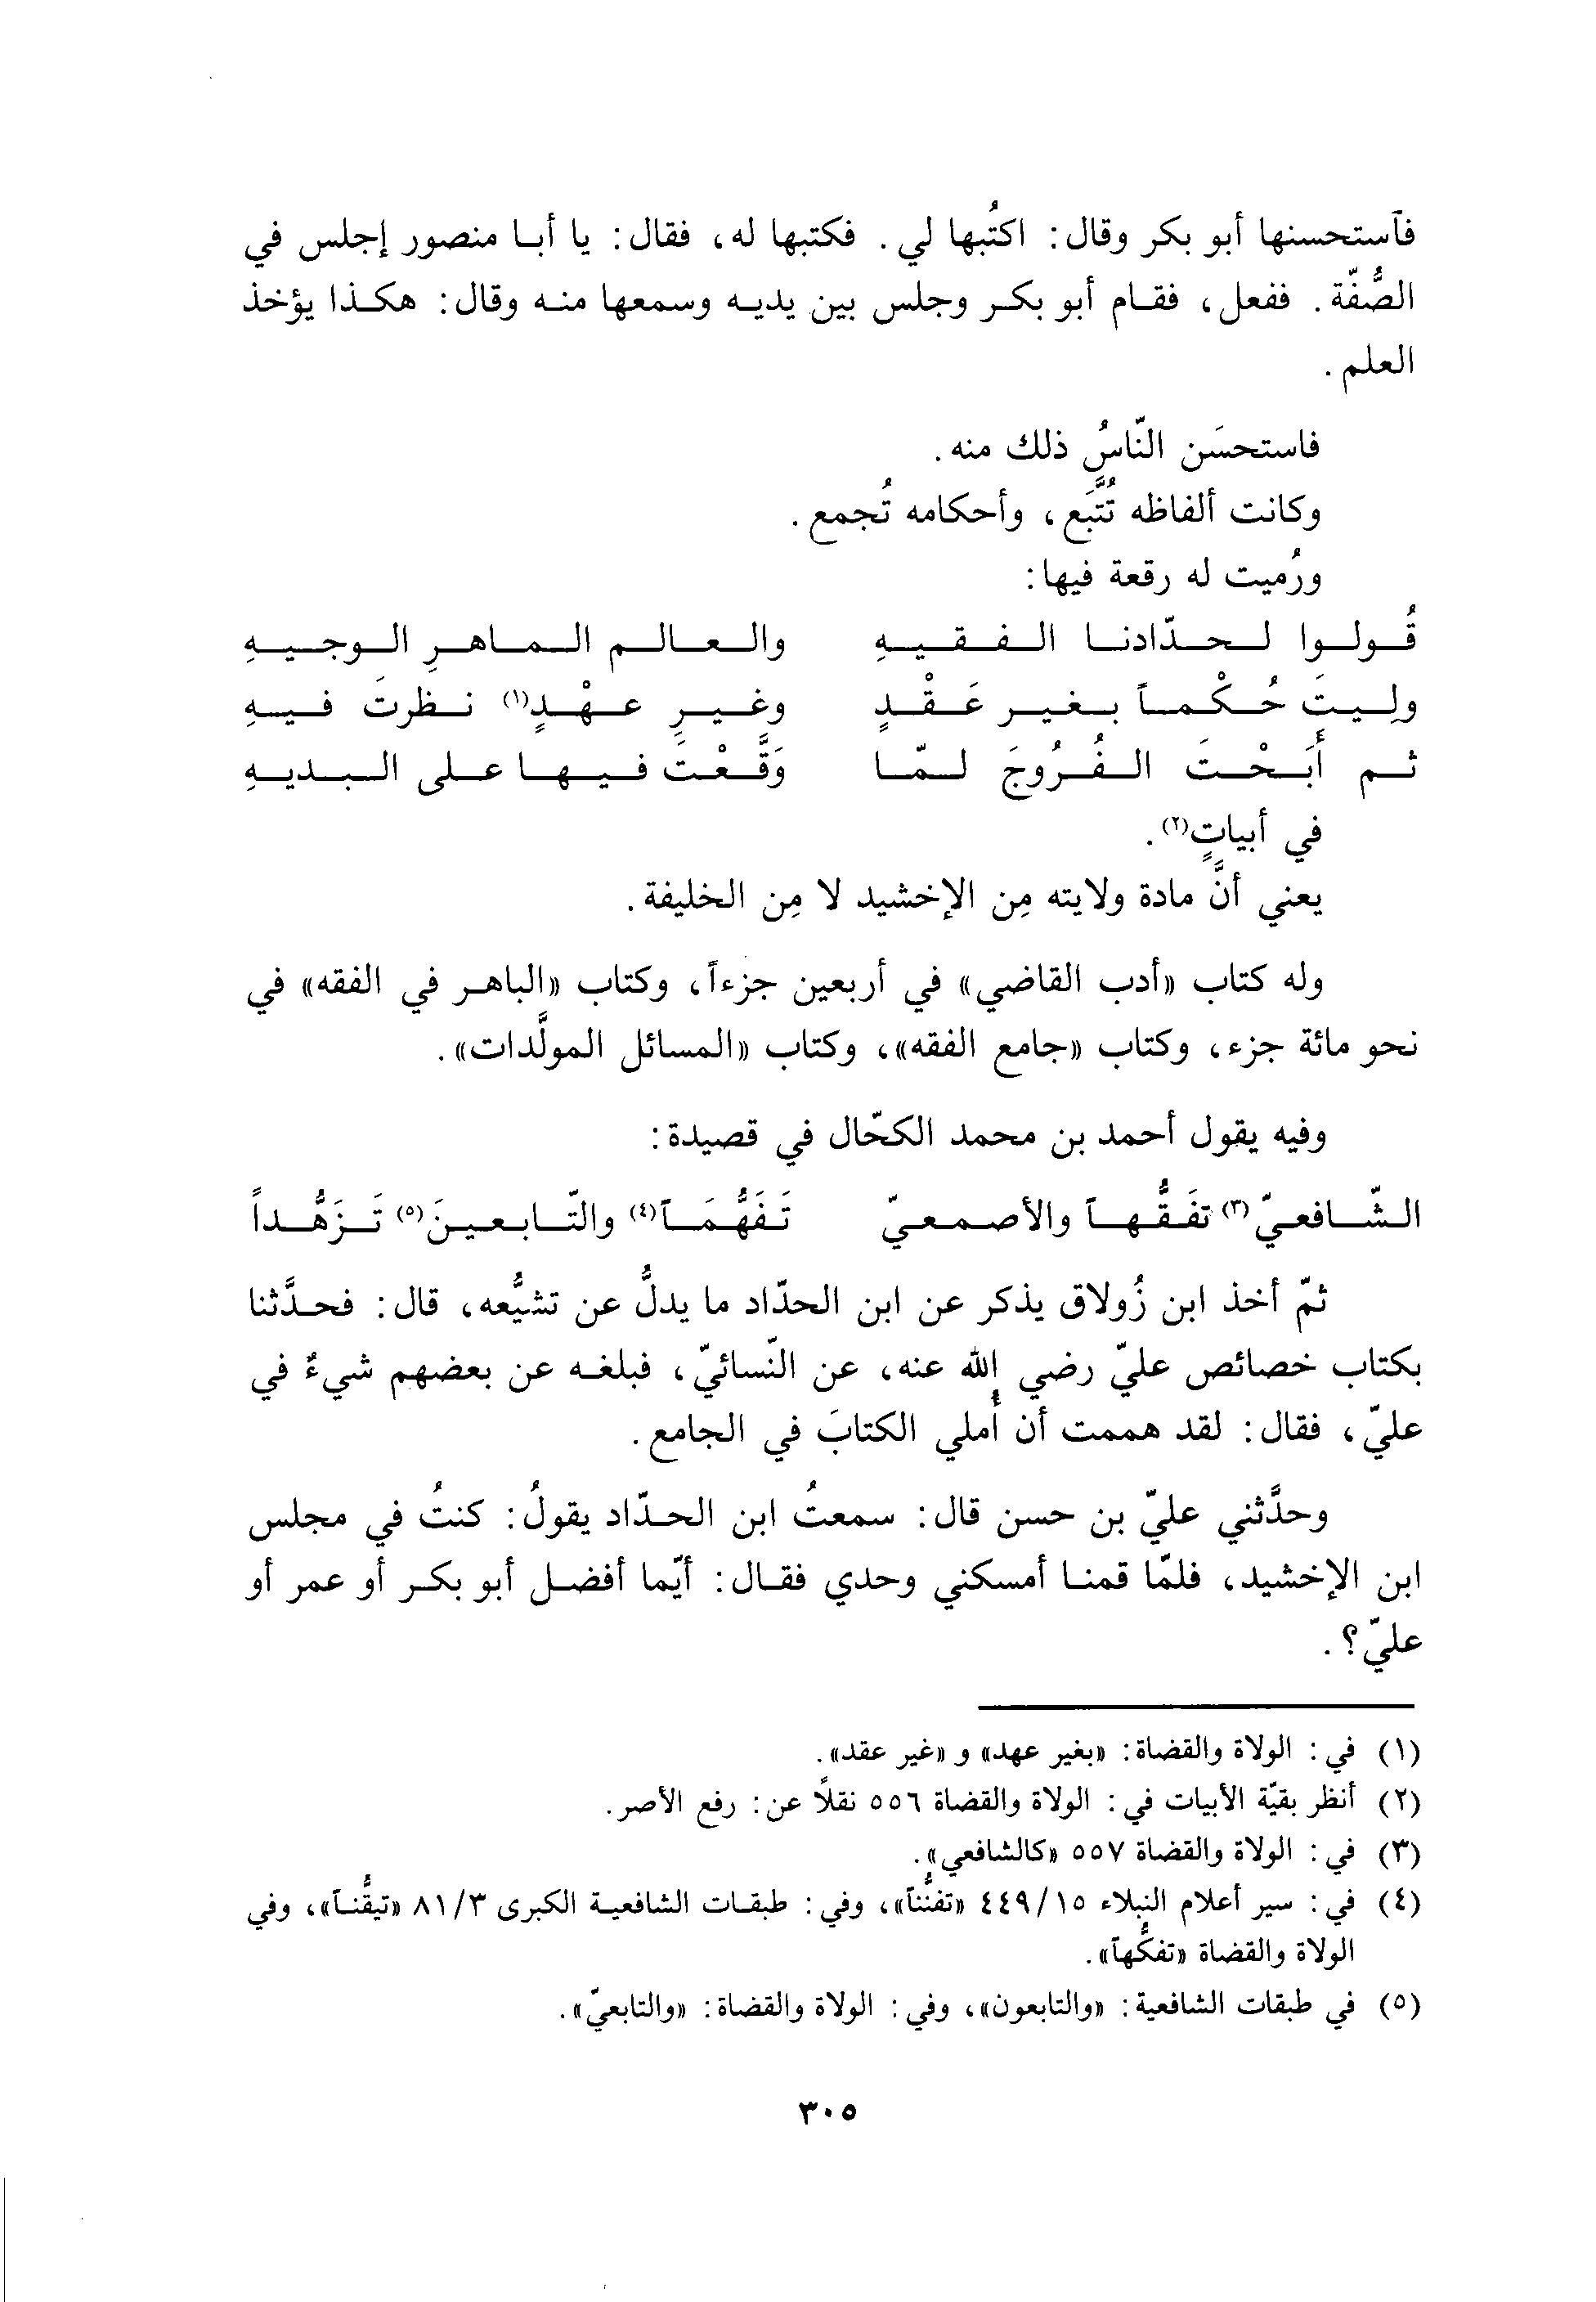 فآستحسنها أبو بكر وقال: اكتُبها لي. فكتبها له، فقال: يا أبا منصور إجلس في
الصُّفّة. ففعل، فقام أبو بكر وجلس بين يديه وسمعها منه وقال: هكذا يؤخذ
العلم.
فاستحسَن النّاسُ ذلك منه.
وكانت ألفاظه تُتَّبَع، وأحكامه تُجمع.
ورُميت له رقعة فيها:
قُولوا لحدّادنا الفقيهِ والعالم الماهرِ الوجيهِ
ولِيتَ حُكْماً بغير عَقْدٍ وغيرِ عهْدٍ(١) نظرتَ فيهِ
ثم أَبَحْتَ الفُرُوجَ لمّا وَقَّعْتَ فيها على البديهِ
في أبياتٍ(٢).
يعني أنَّ مادة ولايته مِن الإخشيد لا مِن الخليفة.
وله كتاب «أدب القاضي» في أربعين جزءاً، وكتاب «الباهر في الفقه» في
نحو مائة جزء، وكتاب «جامع الفقه»، وكتاب «المسائل المولَّدات».
وفيه يقول أحمد بن محمد الكحّال في قصيدة:
الشّافعيّ(٣) تفَقُّهاً والأصمعيّ تَفَهُّمَاً(٤) والتّابعينَ(٥) تَزَهُّداً
ثمّ أخذ ابن زُولاق يذكر عن ابن الحدّاد ما يدلُّ عن تشيُّعه، قال: فحدَّثنا
بكتاب خصائص عليّ رضي الله عنه، عن النّسائيّ، فبلغه عن بعضهم شيءٌ في
عليّ، فقال: لقد هممت أن أُملي الكتابَ في الجامع.
وحدَّثني عليّ بن حسن قال: سمعتُ ابن الحدّاد يقولُ: كنتُ في مجلس
ابن الإخشيد، فلمّا قمنا أمسكني وحدي فقال: أيّما أفضل أبو بكر أو عمر أو
عليّ؟.
(١) في: الولاة والقضاة: «بغير عهد» و «غير عقد».
(٢) أنظر بقيّة الأبيات في: الولاة والقضاة ٥٥٦ نقلاً عن: رفع الأصر.
(٣) في: الولاة والقضاة ٥٥٧ «كالشافعي».
(٤) في: سير أعلام النبلاء ١٥/٤٤٩ «تفنُّناً»، وفي: طبقات الشافعية الكبرى ٣/٨١ «تيقُّناً»، وفي
الولاة والقضاة «تفكُّهاً».
(٥) في طبقات الشافعية: «والتابعون»، وفي: الولاة والقضاة: «والتابعيّ».
٣٠٥